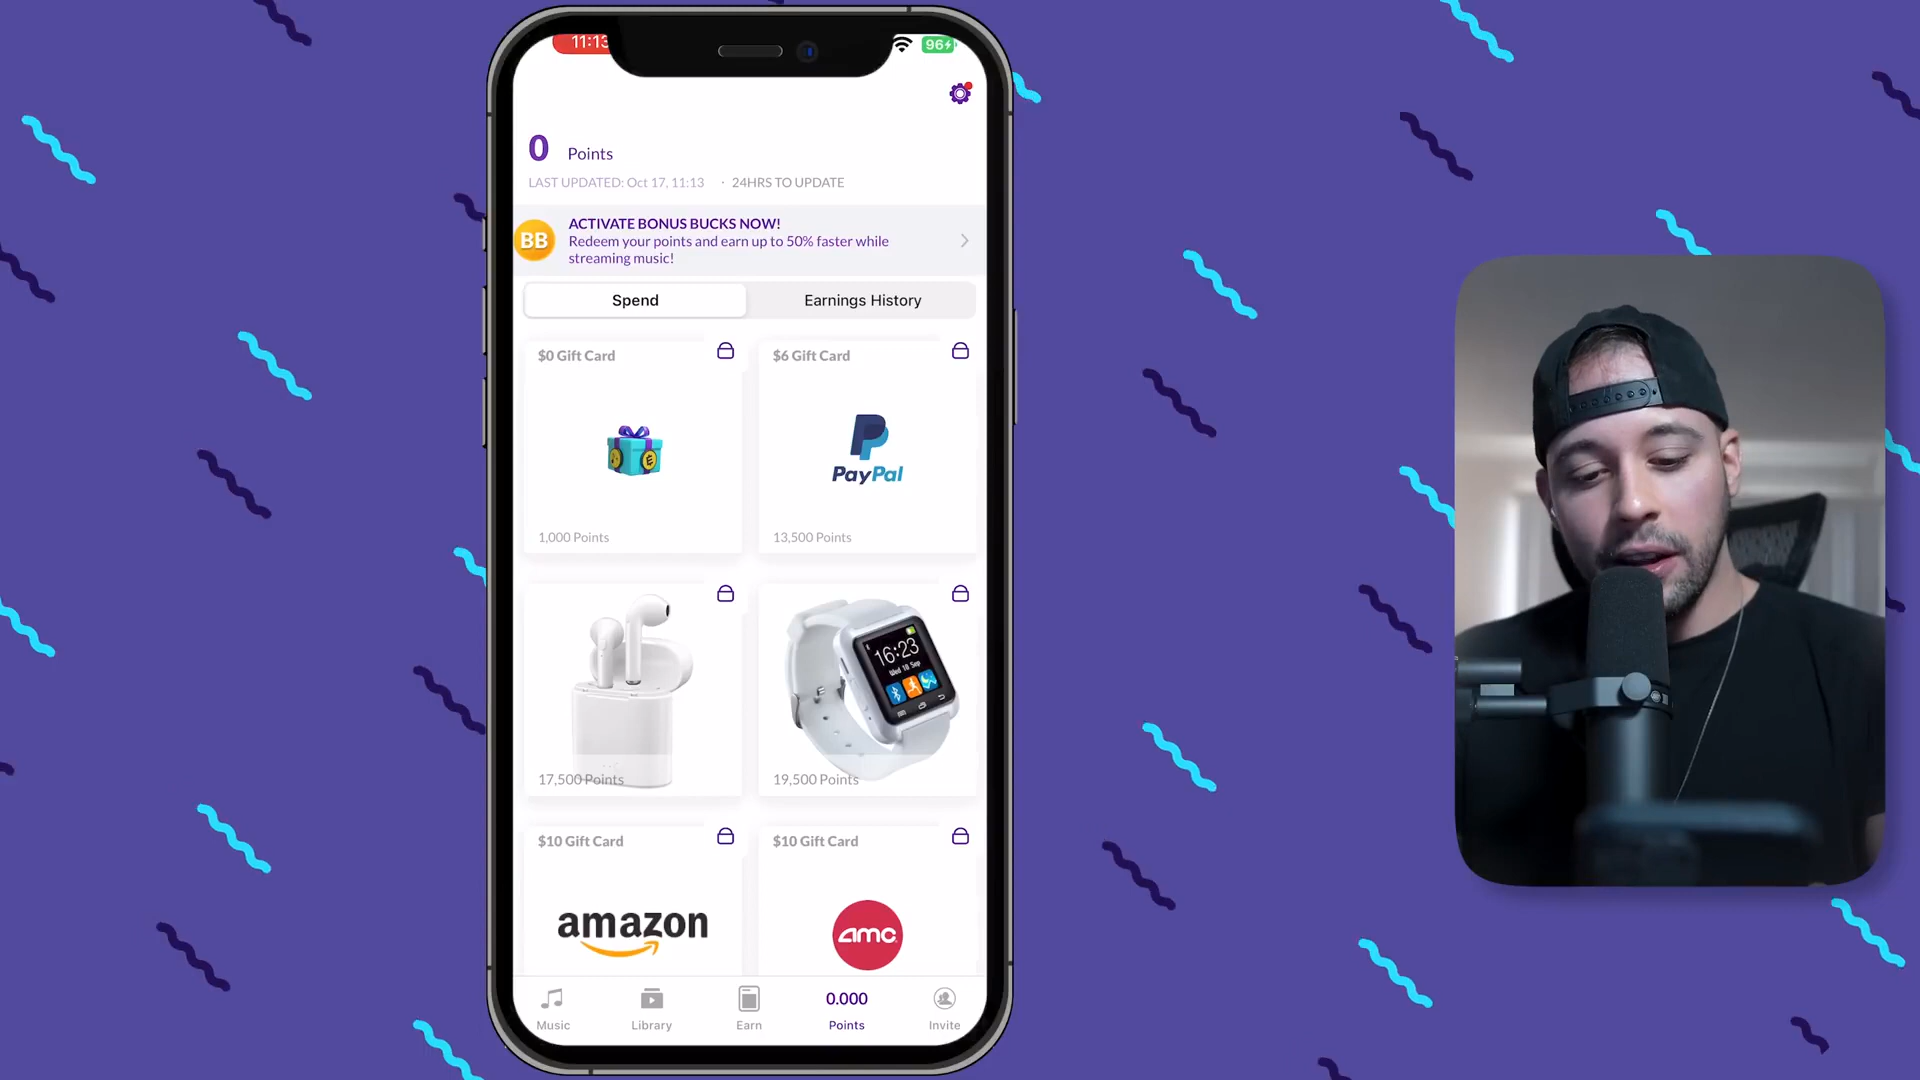 11:13
96
0 Points
LAST UPDATED: Oct 17, 11:13 · 24HRS TO UPDATE
BB
ACTIVATE BONUS BUCKS NOW!
Redeem your points and earn up to 50% faster while
streaming music!
Spend
Earnings History
$0 Gift Card
1,000 Points
$6 Gift Card
PayPal
13,500 Points
17,500 Points
16:23
Wed 18 Sep
19,500 Points
$10 Gift Card
amazon
$10 Gift Card
amc
Music
Library
Earn
0.000
Points
Invite